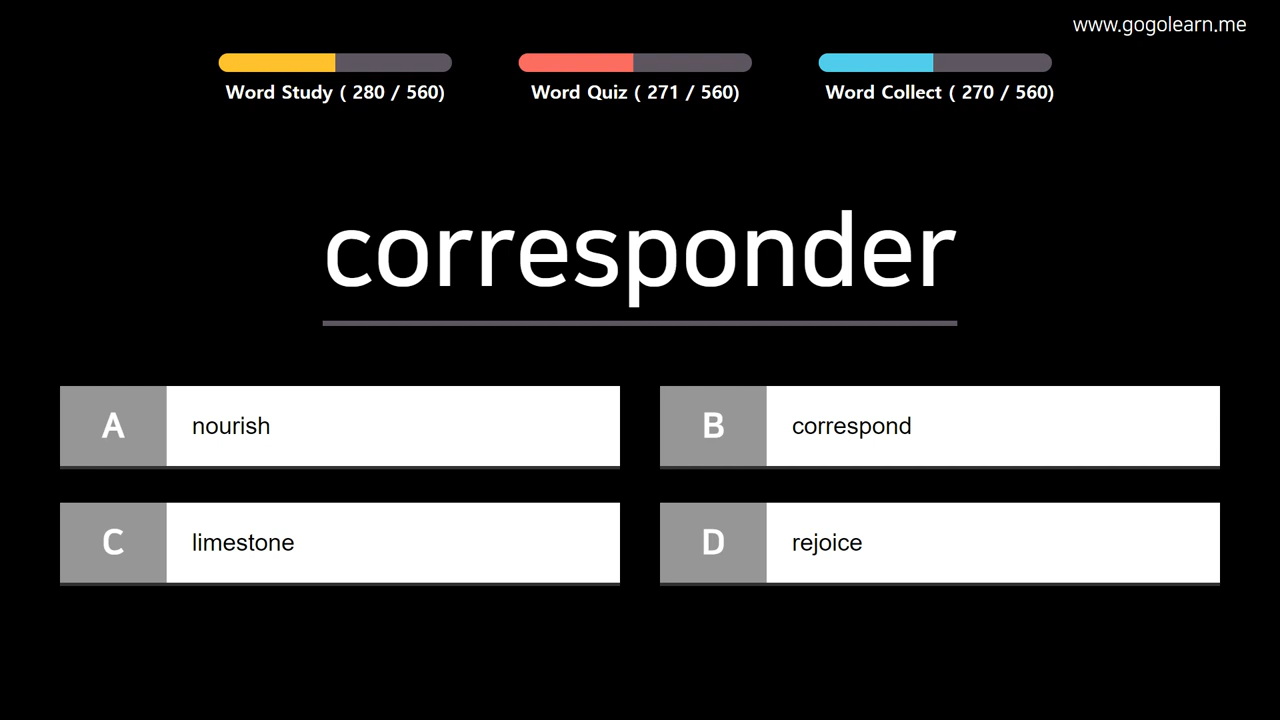 www.gogolearn.me
Word Study ( 280 / 560)
Word Quiz ( 271 / 560)
Word Collect ( 270 / 560)
corresponder
A nourish
B correspond
C limestone
D rejoice